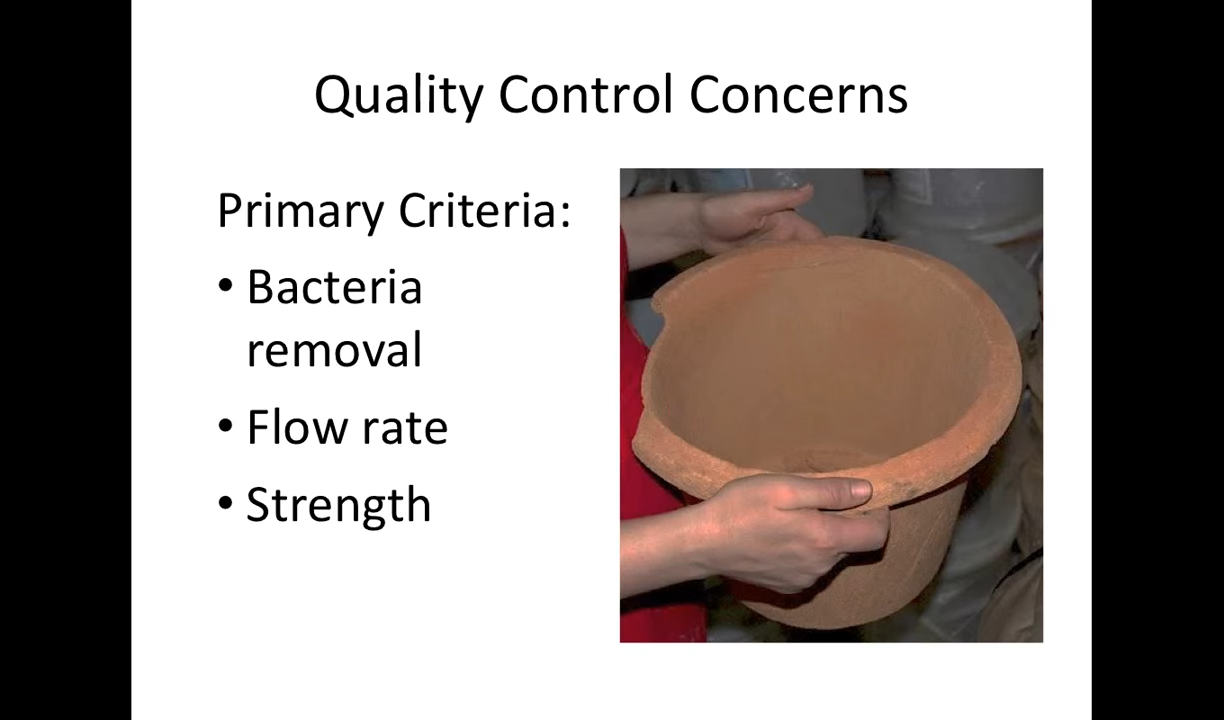 Quality Control Concerns
Primary Criteria:
• Bacteria
removal
• Flow rate
• Strength